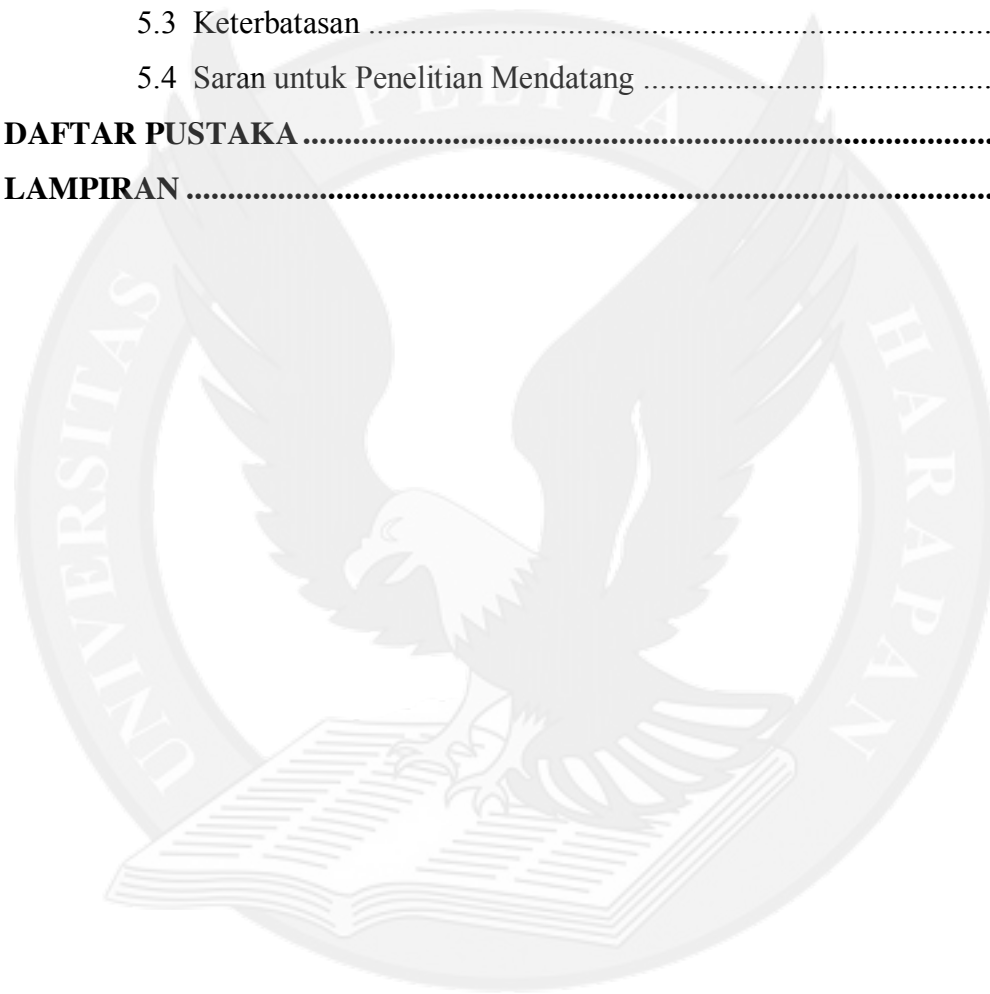 5.3 Keterbatasan ....................................................................................
5.4 Saran untuk Penelitian Mendatang ...............................................
DAFTAR PUSTAKA ....................................................................................
LAMPIRAN ..................................................................................................
UNIVERSITAS PELITA HARAPAN